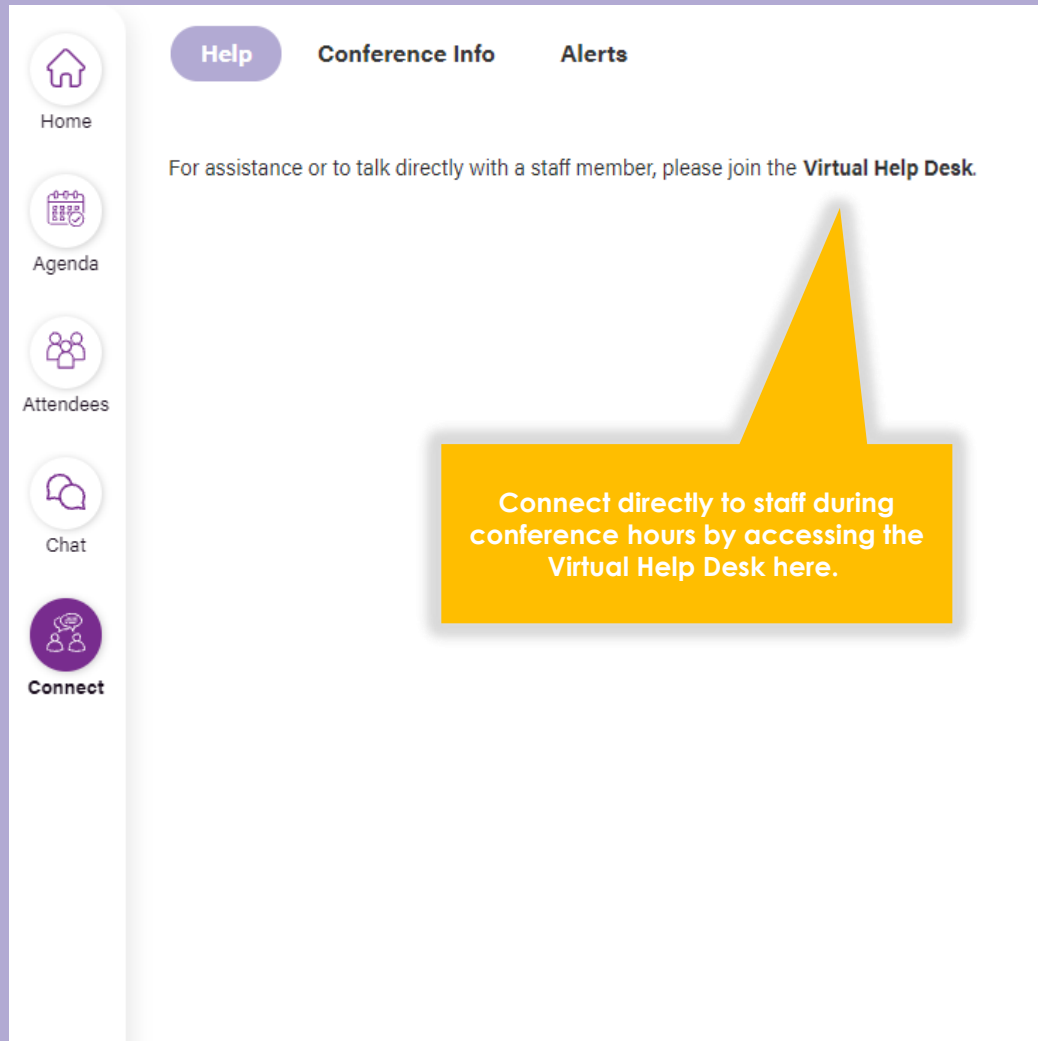 Help Conference Info Alerts
Home
For assistance or to talk directly with a staff member, please join the Virtual Help Desk.
Agenda
Attendees
Connect directly to staff during
conference hours by accessing the
Virtual Help Desk here.
Chat
Connect